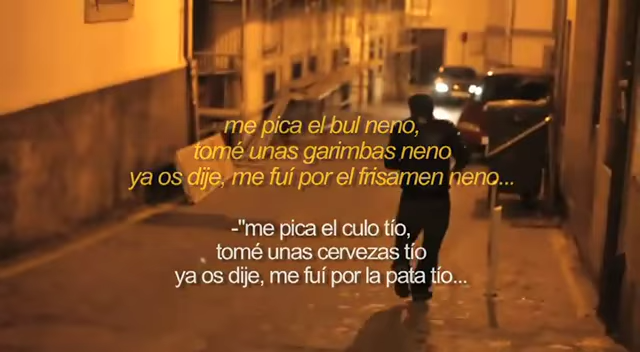 me pica el bul neno,
tomé unas garimbas neno
ya os dije, me fuí por el frisamen neno...
-"me pica el culo tío,
tomé unas cervezas tío
ya os dije, me fuí por la pata tío...